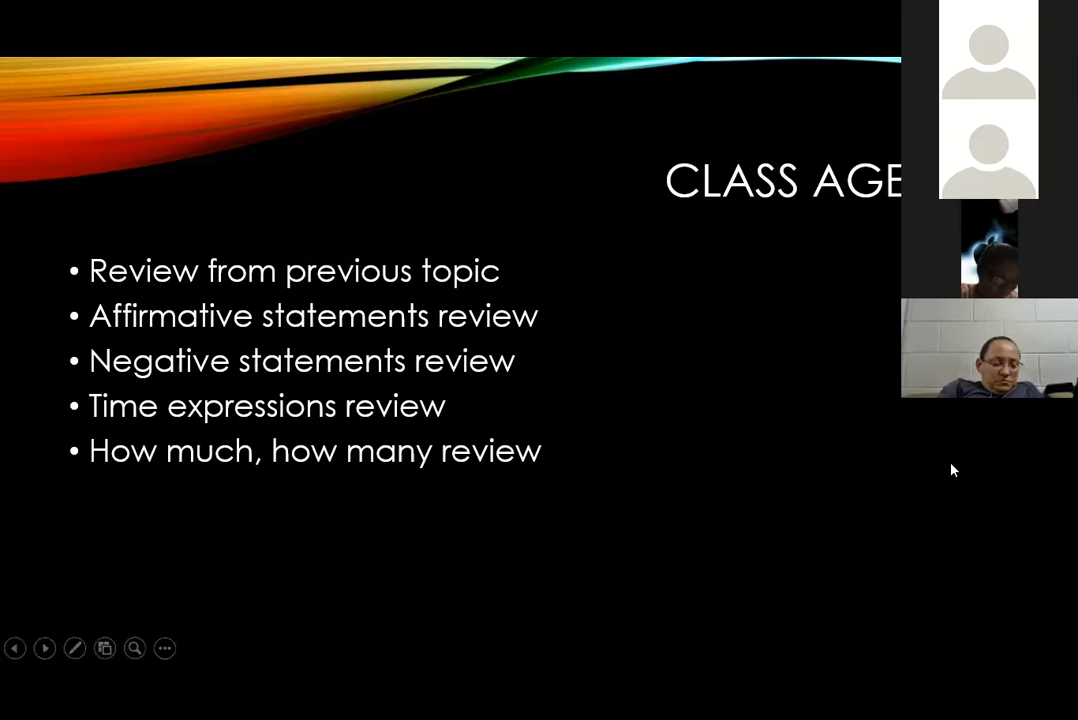 CLASS AGE
• Review from previous topic
• Affirmative statements review
• Negative statements review
• Time expressions review
• How much, how many review